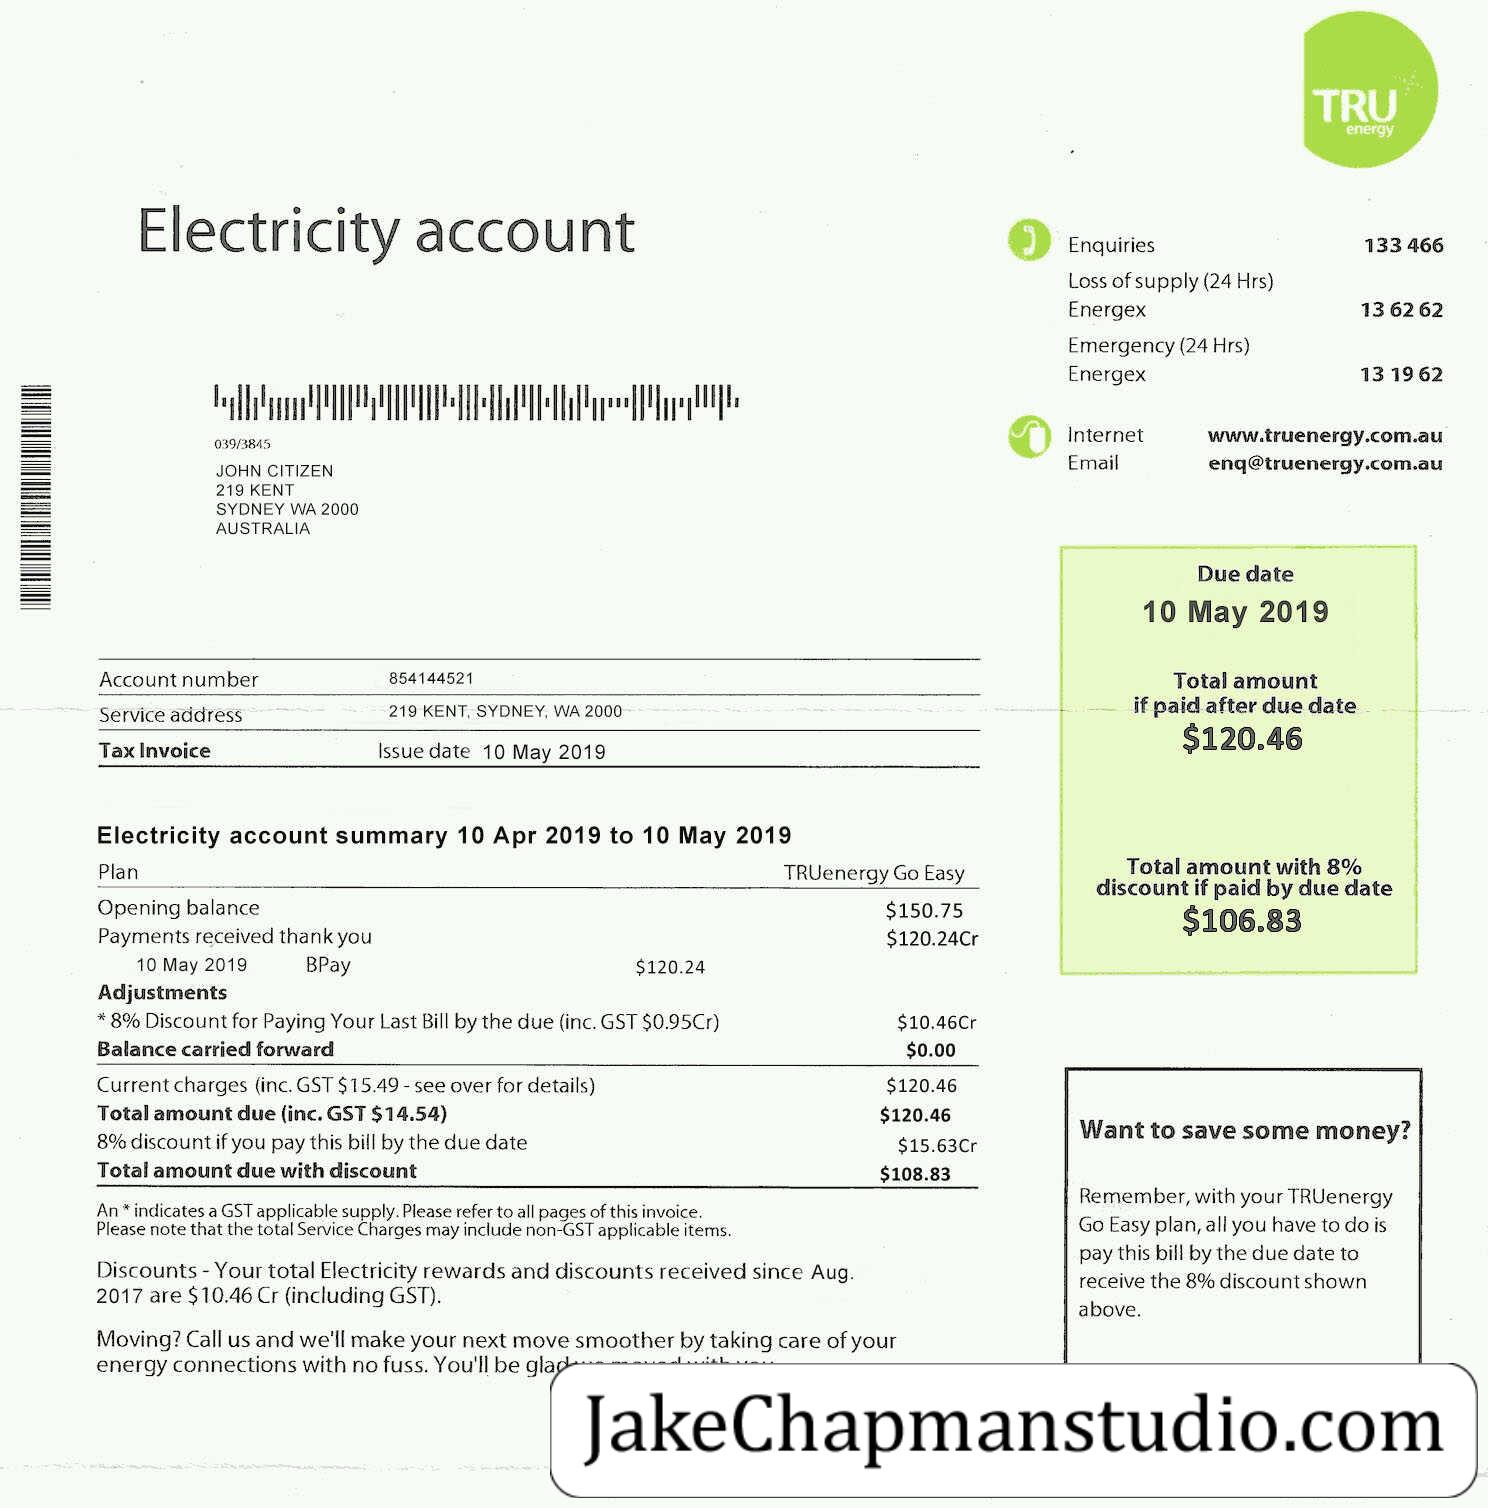 TRU
energy
Electricity account
Enquiries 133 466
Loss of supply (24 Hrs)
Energex 13 62 62
Emergency (24 Hrs)
Energex 13 19 62
Internet www.truenergy.com.au
Email enq@truenergy.com.au
039/3845
JOHN CITIZEN
219 KENT
SYDNEY WA 2000
AUSTRALIA
Due date
10 May 2019
Total amount
if paid after due date
$120.46
Total amount with 8%
discount if paid by due date
$106.83
Account number 854144521
Service address 219 KENT, SYDNEY, WA 2000
Tax Invoice Issue date 10 May 2019
Electricity account summary 10 Apr 2019 to 10 May 2019
Plan TRUenergy Go Easy
Opening balance $150.75
Payments received thank you $120.24Cr
10 May 2019 BPay $120.24
Adjustments
* 8% Discount for Paying Your Last Bill by the due (inc. GST $0.95Cr) $10.46Cr
Balance carried forward $0.00
Current charges (inc. GST $15.49 - see over for details) $120.46
Total amount due (inc. GST $14.54) $120.46
8% discount if you pay this bill by the due date $15.63Cr
Total amount due with discount $108.83
An * indicates a GST applicable supply. Please refer to all pages of this invoice.
Please note that the total Service Charges may include non-GST applicable items.
Discounts - Your total Electricity rewards and discounts received since Aug.
2017 are $10.46 Cr (including GST).
Moving? Call us and we'll make your next move smoother by taking care of your
energy connections with no fuss. You'll be glad
Want to save some money?
Remember, with your TRUenergy
Go Easy plan, all you have to do is
pay this bill by the due date to
receive the 8% discount shown
above.
JakeChapmanstudio.com